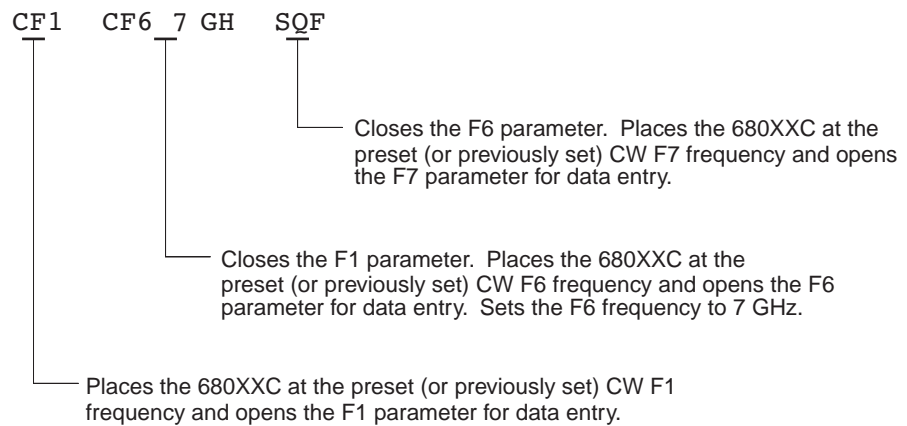 CF1 CF6 7 GH SQF
Closes the F6 parameter. Places the 680XXC at the
preset (or previously set) CW F7 frequency and opens
the F7 parameter for data entry.
Closes the F1 parameter. Places the 680XXC at the
preset (or previously set) CW F6 frequency and opens the F6
parameter for data entry. Sets the F6 frequency to 7 GHz.
Places the 680XXC at the preset (or previously set) CW F1
frequency and opens the F1 parameter for data entry.